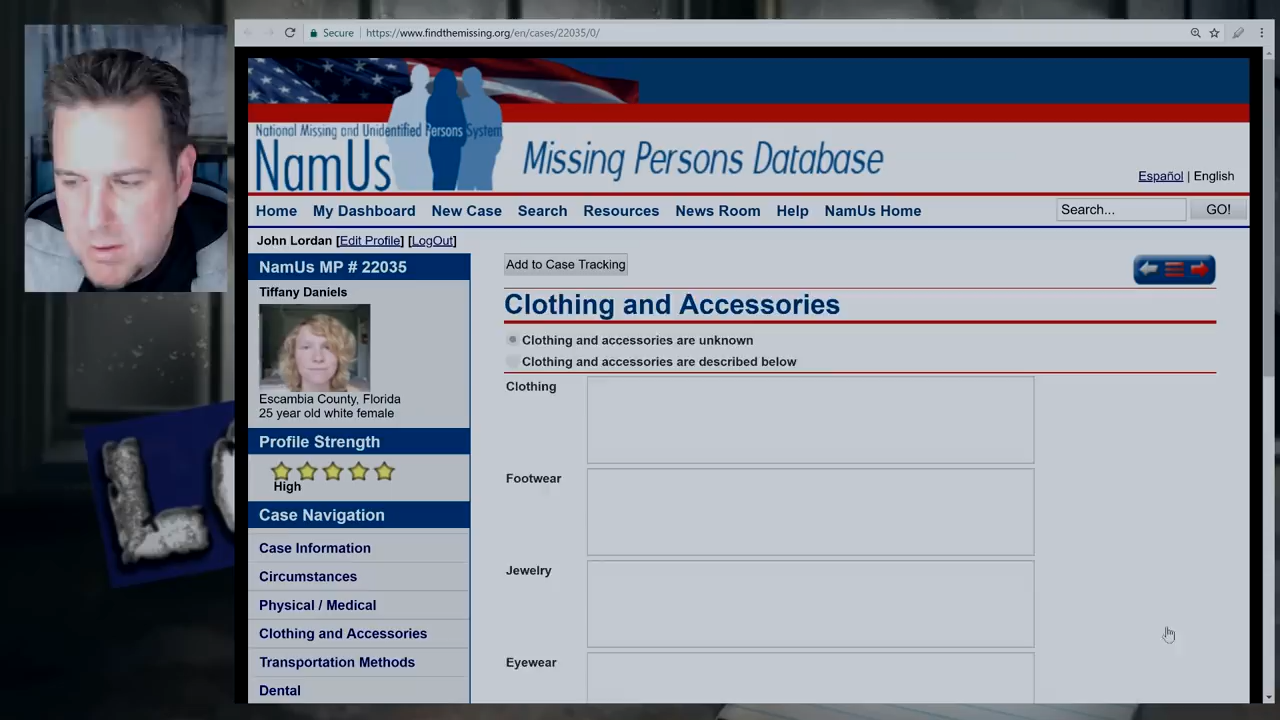 Secure
https://www.findthemissing.org/en/cases/22035/0/
National Missing and Unidentified Persons System
NamUs
Missing Persons Database
Español | English
Home My Dashboard New Case Search Resources News Room Help NamUs Home
Search... GO!
John Lordan [Edit Profile] [LogOut]
NamUs MP # 22035
Tiffany Daniels
Escambia County, Florida
25 year old white female
Profile Strength
High
Case Navigation
Case Information
Circumstances
Physical / Medical
Clothing and Accessories
Transportation Methods
Dental
Add to Case Tracking
Clothing and Accessories
Clothing and accessories are unknown
Clothing and accessories are described below
Clothing
Footwear
Jewelry
Eyewear